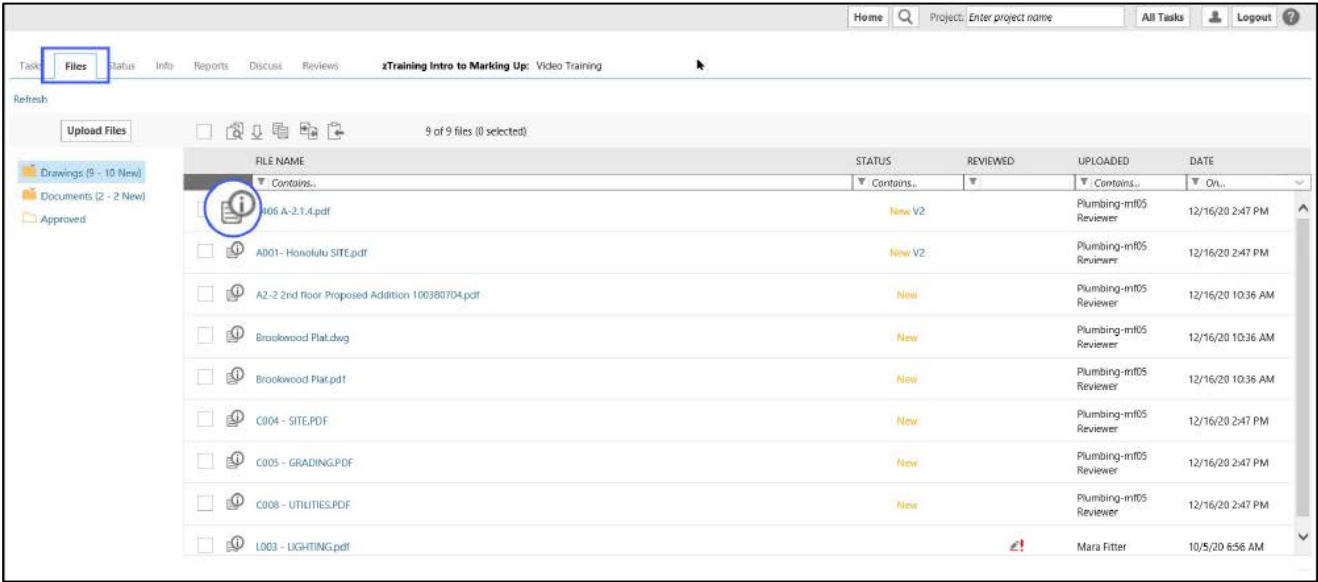 Home Project: Enter project name All Tasks Logout
Tasks Files Status Info Reports Discuss Reviews zTraining Intro to Marking Up: Video Training
Refresh
Upload Files 9 of 9 files (0 selected)
FILE NAME STATUS REVIEWED UPLOADED DATE
Drawings (9 - 10 New)
Contains... Contains... Contains... On...
Documents (2 - 2 New)
Approved
406 A-2.1.4.pdf New V2 Plumbing-mf05 Reviewer 12/16/20 2:47 PM
A001- Honolulu SITE.pdf New V2 Plumbing-mf05 Reviewer 12/16/20 2:47 PM
A2-2 2nd floor Proposed Addition 100380704.pdf New Plumbing-mf05 Reviewer 12/16/20 10:36 AM
Brookwood Plat.dwg New Plumbing-mf05 Reviewer 12/16/20 10:36 AM
Brookwood Plat.pdf New Plumbing-mf05 Reviewer 12/16/20 10:36 AM
C004 - SITE.PDF New Plumbing-mf05 Reviewer 12/16/20 2:47 PM
C005 - GRADING.PDF New Plumbing-mf05 Reviewer 12/16/20 2:47 PM
C008 - UTILITIES.PDF New Plumbing-mf05 Reviewer 12/16/20 2:47 PM
L003 - LIGHTING.pdf Mara Fitter 10/5/20 6:56 AM